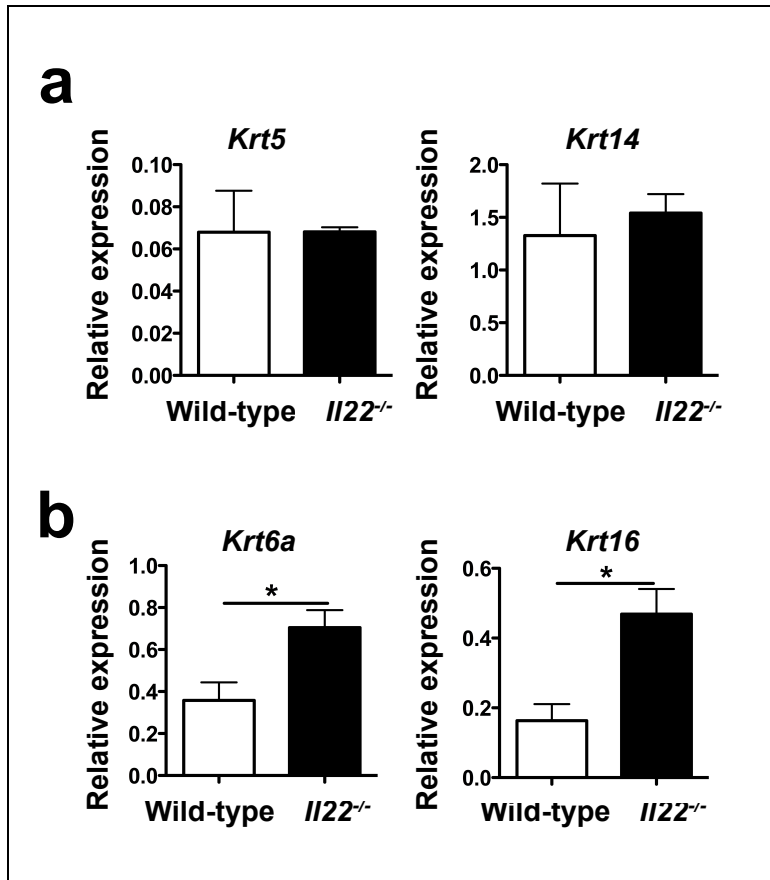 a
Krt5
Relative expression
0.10
0.08
0.06
0.04
0.02
0.00
Wild-type Il22-/-
Krt14
Relative expression
2.0
1.5
1.0
0.5
0.0
Wild-type Il22-/-
b
Krt6a
Relative expression
1.0
0.8
0.6
0.4
0.2
0.0
*
Wild-type Il22-/-
Krt16
Relative expression
0.6
0.4
0.2
0.0
*
Wild-type Il22-/-